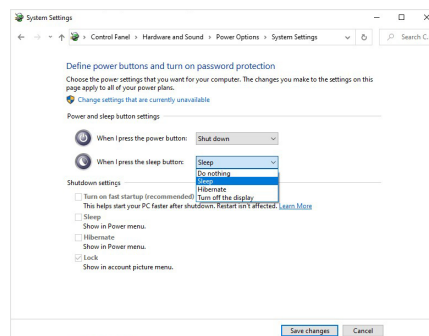 System Settings
Control Panel > Hardware and Sound > Power Options > System Settings
Search C
Define power buttons and turn on password protection
Choose the power settings that you want for your computer. The changes you make to the settings on this
page apply to all of your power plans.
Change settings that are currently unavailable
Power and sleep button settings
When I press the power button: Shut down
When I press the sleep button: Sleep
Do nothing
Sleep
Hibernate
Turn off the display
Shutdown settings
Turn on fast startup (recommended)
This helps start your PC faster after shutdown. Restart isn't affected. Learn More
Sleep
Show in Power menu.
Hibernate
Show in Power menu.
Lock
Show in account picture menu.
Save changes Cancel